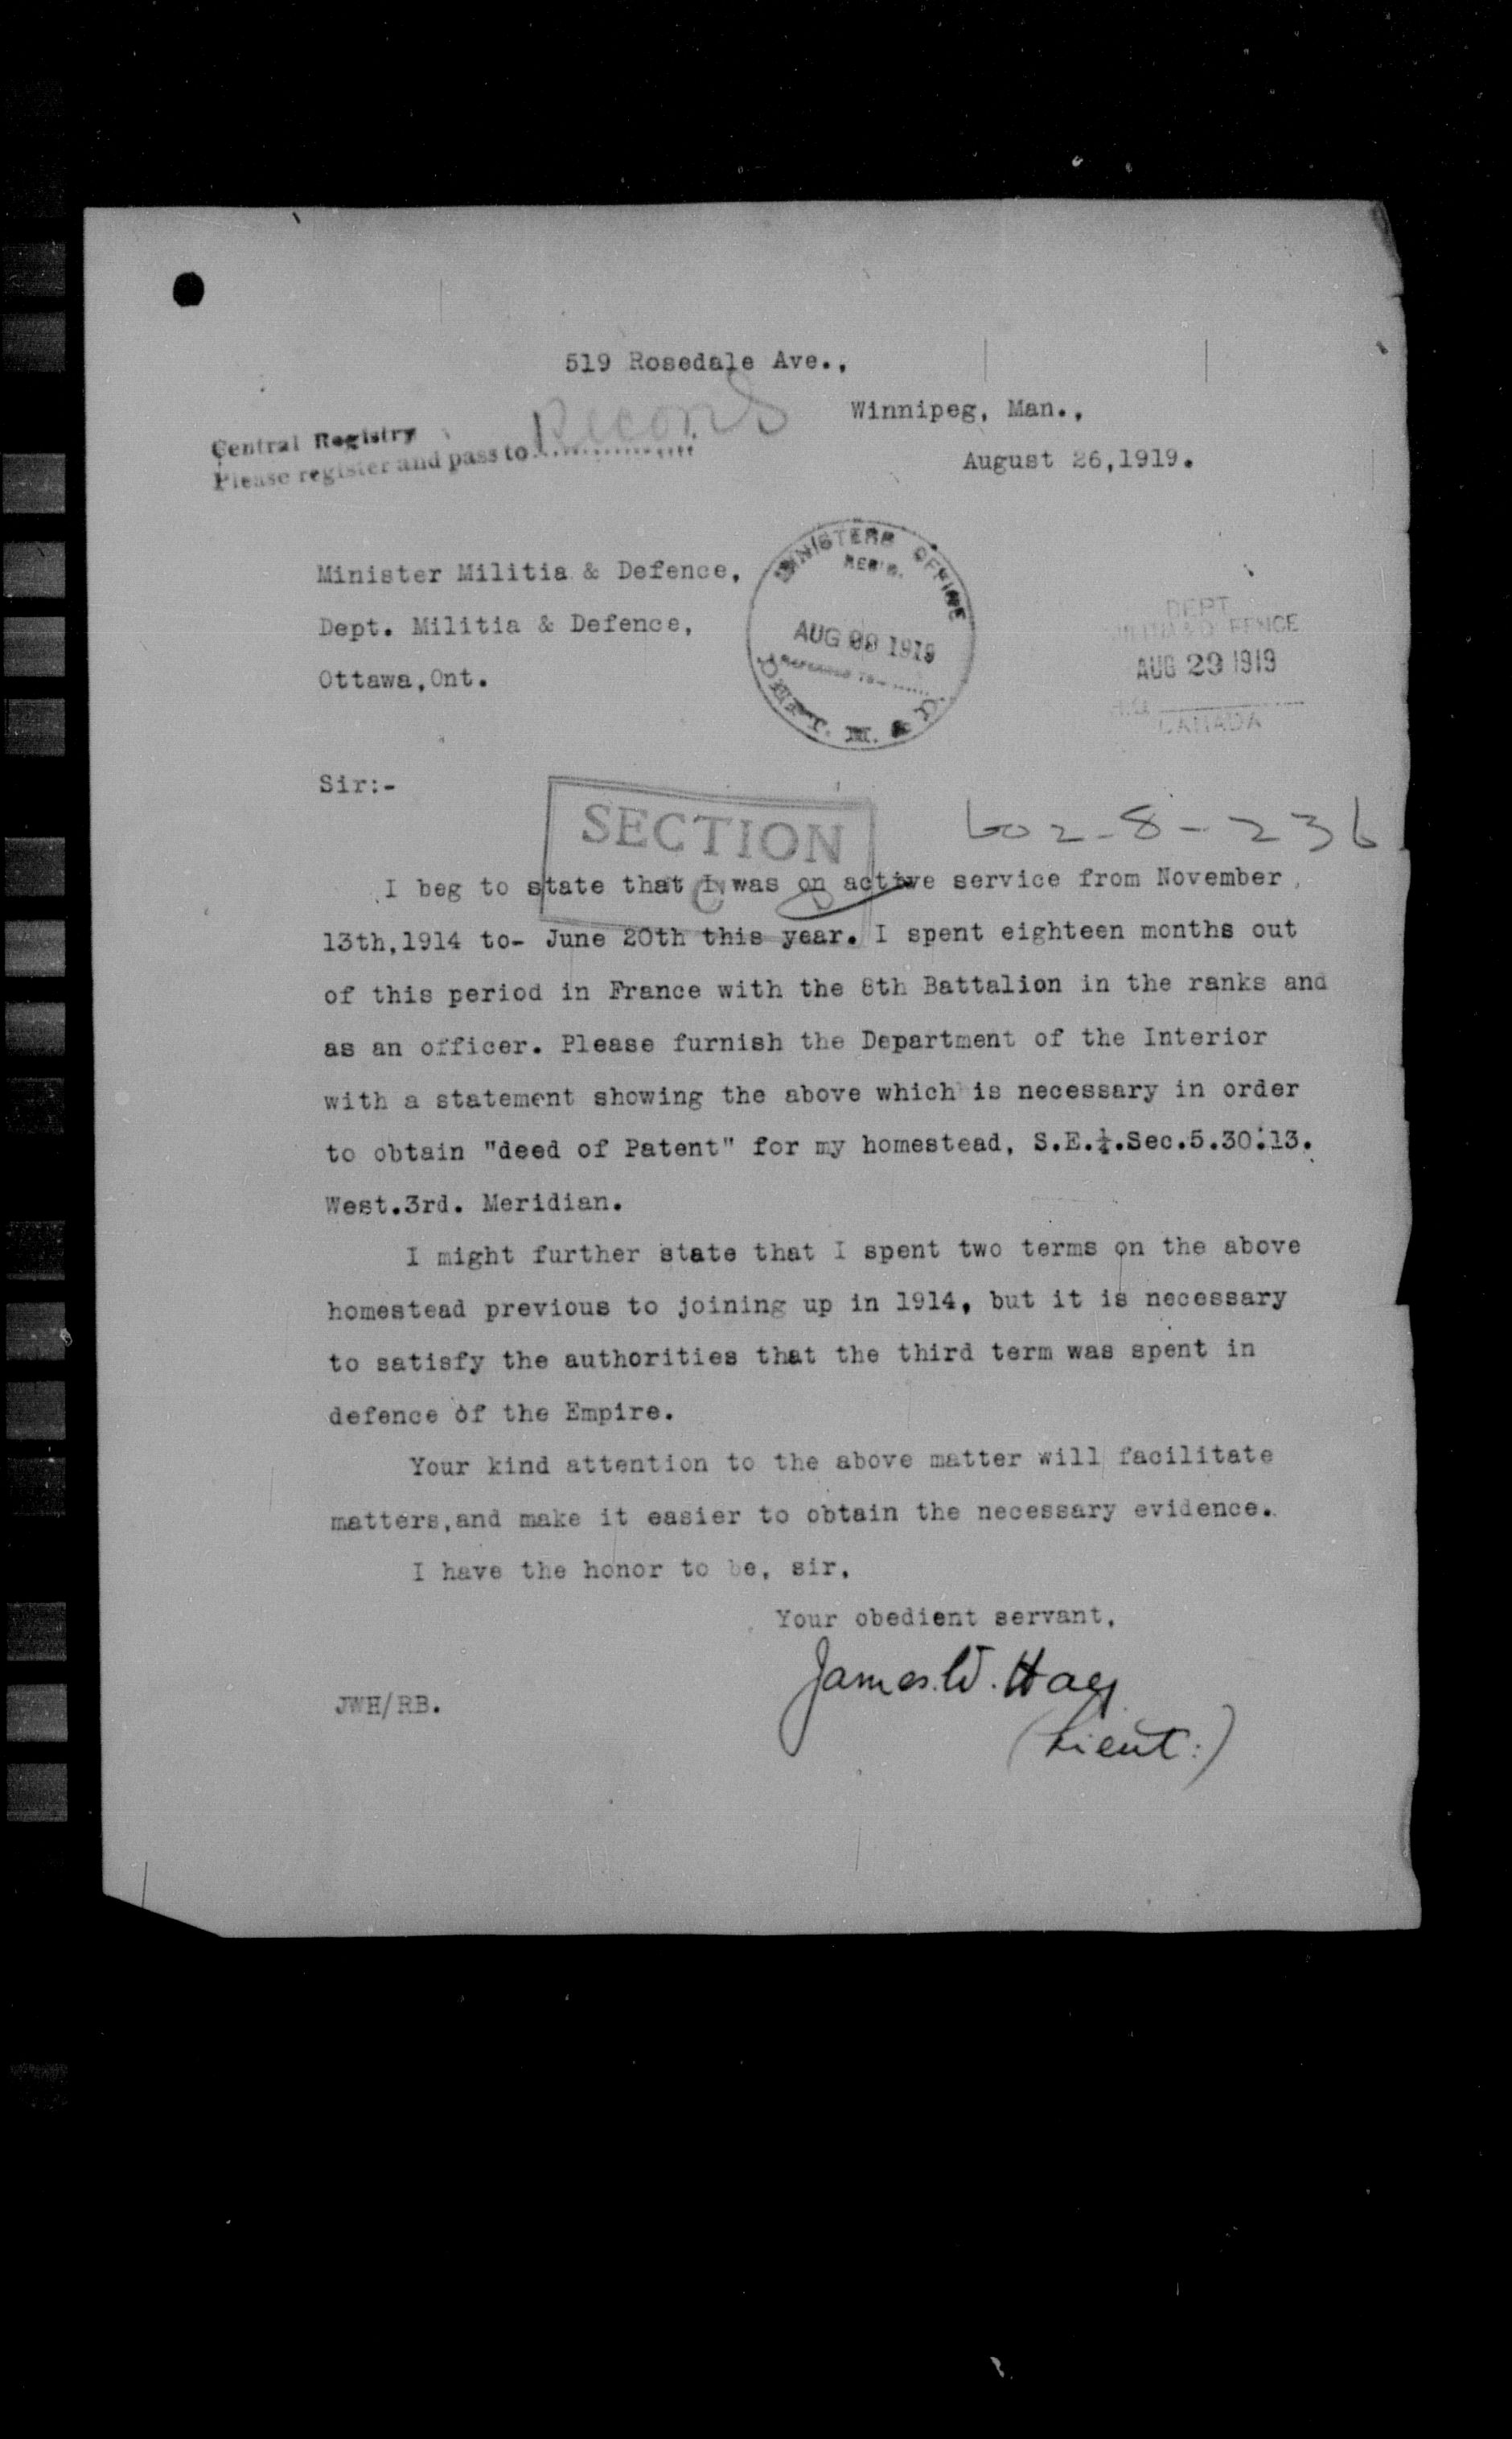 519 Rosedale Ave.,
Winnipeg, Man.,
August 26,1919.
Central Registry
Please register and pass to
Records
Minister Militia & Defence,
Dept. Militia & Defence,
Ottawa,Ont.
MINISTERS OFFICE
REC'D.
AUG 1919
REFERRED TO
DEPT
MILITIA & DEFENCE
AUG 29 1919
H.Q.
CANADA
Sir:-
SECTION
602-8-236
I beg to state that I was on active service from November
13th,1914 to- June 20th this year. I spent eighteen months out
of this period in France with the 8th Battalion in the ranks and
as an officer. Please furnish the Department of the Interior
with a statement showing the above which is necessary in order
to obtain "deed of Patent" for my homestead, S.E.¼.Sec.5.30:13.
West.3rd. Meridian.
I might further state that I spent two terms on the above
homestead previous to joining up in 1914, but it is necessary
to satisfy the authorities that the third term was spent in
defence of the Empire.
Your kind attention to the above matter will facilitate
matters,and make it easier to obtain the necessary evidence.
I have the honor to be, sir,
Your obedient servant,
James.W.
(Lieut:)
JWH/RB.